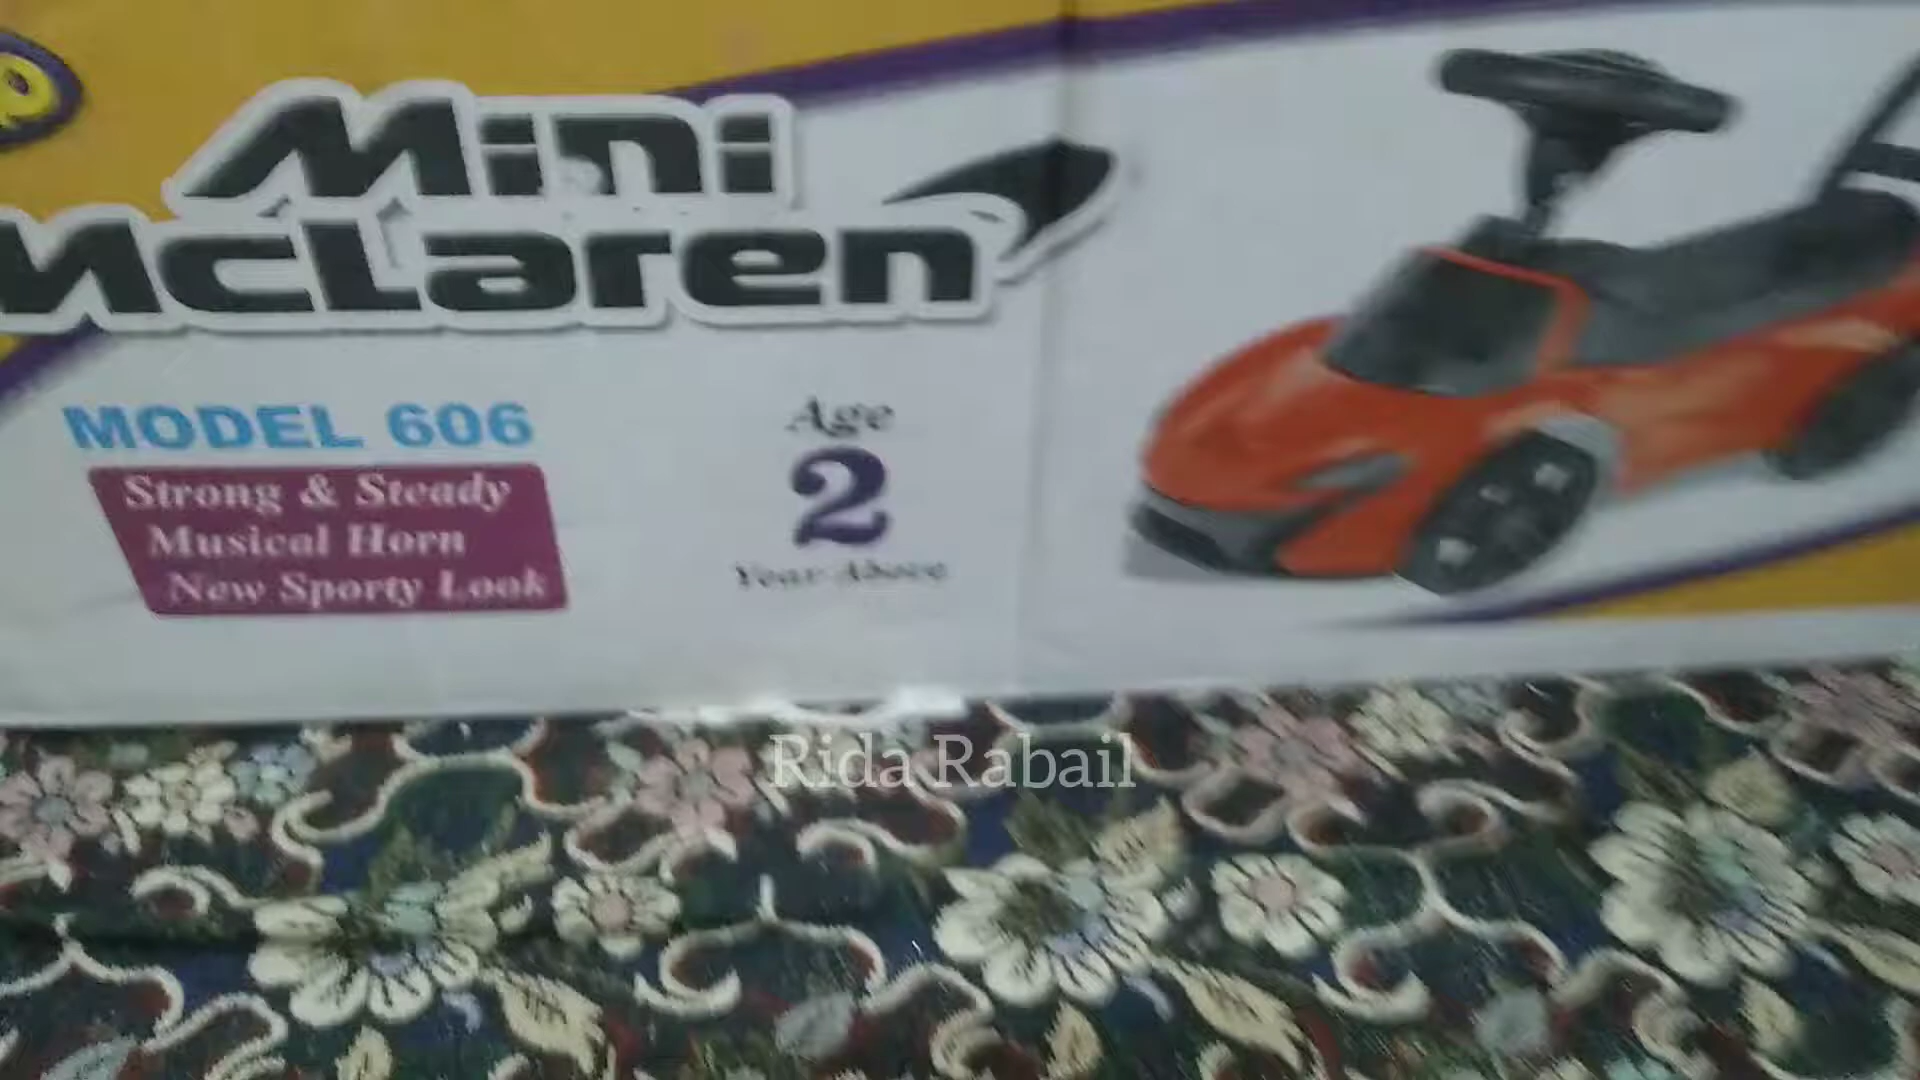 Mini
McLaren
MODEL 606
Strong & Steady
Musical Horn
New Sporty Look
Age
2
Year Above
Rida Rabail